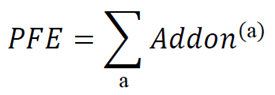 PFE = ∑ₐ Addon⁽ᵃ⁾